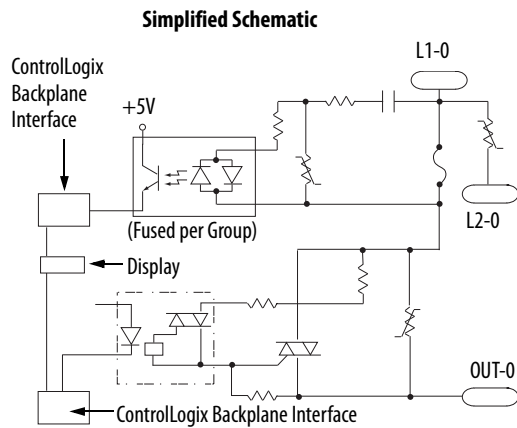 Simplified Schematic
ControlLogix
Backplane
Interface
L1-0
+5V
L2-0
(Fused per Group)
Display
OUT-0
ControlLogix Backplane Interface